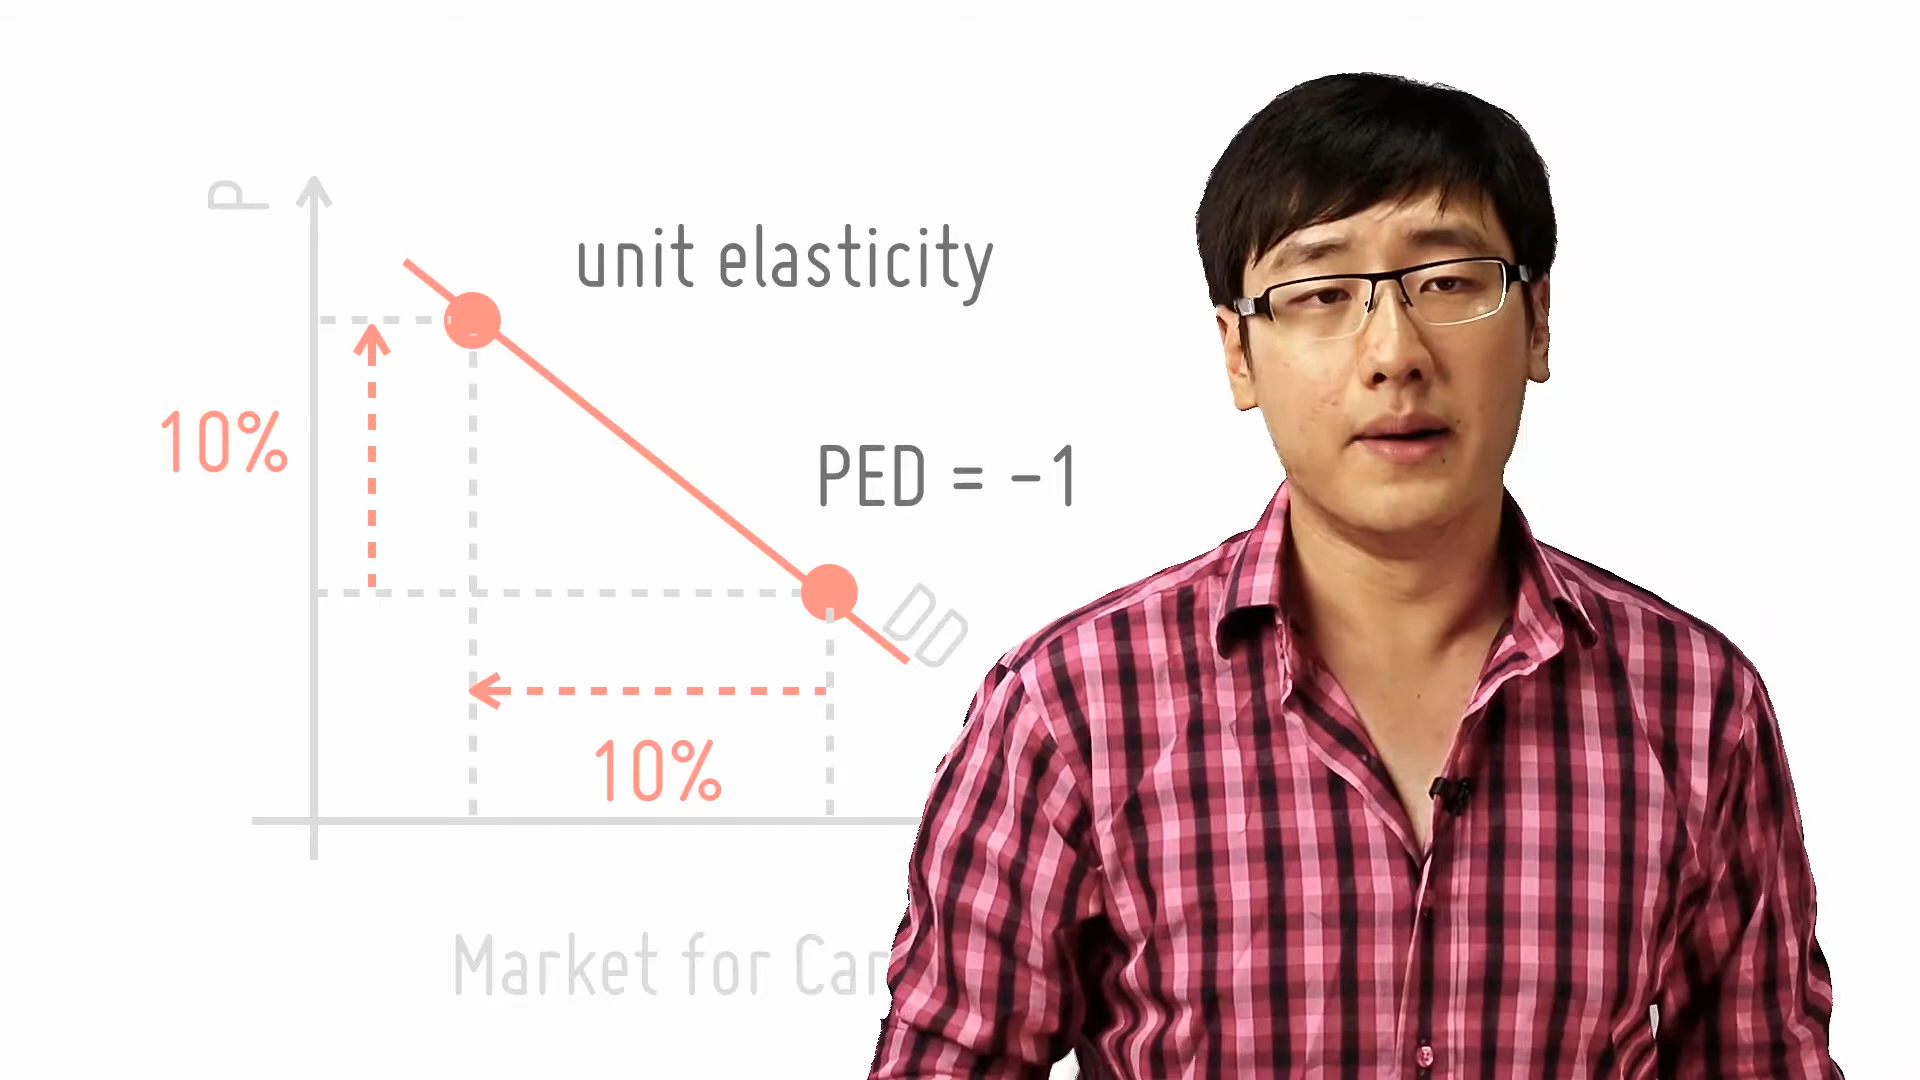 P
unit elasticity
10%
PED = -1
DD
10%
Market for Car